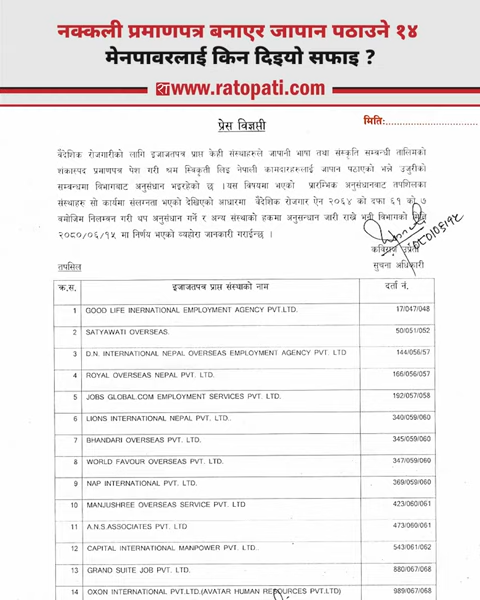 नक्कली प्रमाणपत्र बनाएर जापान पठाउने १४
मेनपावरलाई किन दिइयो सफाइ ?
www.ratopati.com
प्रेस विज्ञप्ती
मिति:
वैदेशिक रोजगारीको लागि इजाजतपत्र प्राप्त केही संस्थाहरूले जापानी भाषा तथा संस्कृति सम्वन्धी तालिमको
शंकास्पद प्रमाणपत्र पेश गरी श्रम स्विकृती लिइ नेपाली कामदारहरुलाई जापान पठाएको भन्ने उजुरीको
सम्बन्धमा विभागबाट अनुसंधान भइरहेको छ ।यस विषयमा भएको प्रारम्भिक अनुसंधानबाट तपशिलका
संस्थाहरु सो कार्यमा संलग्नता भएको देखिएको आधारमा वैदेशिक रोजगार ऐन २०६४ को दफा ६१ को ७
बमोजिम निलम्वन गरी थप अनुसंधान गर्ने र अन्य संस्थाको हकमा अनुसन्धान जारी राख्ने भनी विभागको मिति
२०८०/०६/१५ मा निर्णय भएको व्यहोरा जानकारी गराईन्छ ।
कविराज उप्रेती
सुचना अधिकारी
तपसिल
क्र.स. इजाजतपत्र प्राप्त संस्थाको नाम दर्ता नं.
1 GOOD LIFE INERNATIONAL EMPLOYMENT AGENCY PVT.LTD. 17/047/048
2 SATYAWATI OVERSEAS. 50/051/052
3 D.N. INTERNATIONAL NEPAL OVERSEAS EMPLOYMENT AGENCY PVT. LTD 144/056/57
4 ROYAL OVERSEAS NEPAL PVT. LTD. 166/056/057
5 JOBS GLOBAL.COM EMPLOYMENT SERVICES PVT. LTD. 192/057/058
6 LIONS INTERNATIONAL NEPAL PVT. LTD.. 340/059/060
7 BHANDARI OVERSEAS PVT. LTD. 345/059/060
8 WORLD FAVOUR OVERSEAS PVT. LTD. 347/059/060
9 NAP INTERNATIONAL PVT. LTD. 369/059/060
10 MANJUSHREE OVERSEAS SERVICE PVT. LTD 423/060/061
11 A.N.S.ASSOCIATES PVT. LTD 473/060/061
12 CAPITAL INTERNATIONAL MANPOWER PVT. LTD. 543/061/062
13 GRAND SUITE JOB PVT. LTD. 880/067/068
14 OXON INTERNATIONAL PVT.LTD.(AVATAR HUMAN RESOURCES PVT.LTD) 989/067/068